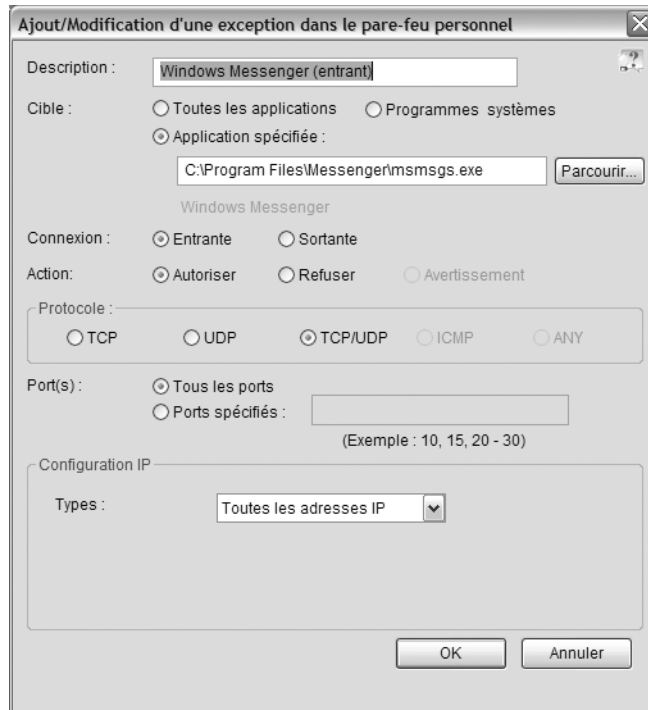 Ajout/Modification d'une exception dans le pare-feu personnel
Description : Windows Messenger (entrant)
Cible : Toutes les applications Programmes systèmes
Application spécifiée :
C:\Program Files\Messenger\msmsgs.exe Parcourir...
Windows Messenger
Connexion : Entrante Sortante
Action: Autoriser Refuser Avertissement
Protocole :
TCP UDP TCP/UDP ICMP ANY
Port(s) : Tous les ports
Ports spécifiés :
(Exemple : 10, 15, 20 - 30)
Configuration IP
Types : Toutes les adresses IP
OK Annuler